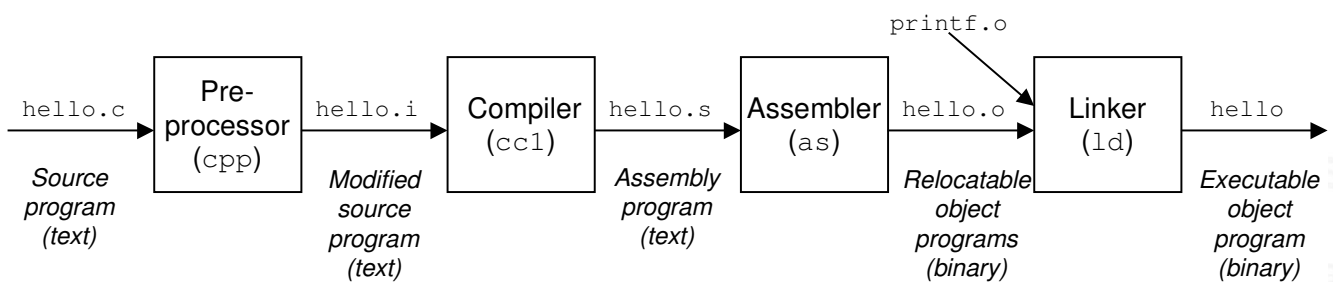 printf.o
hello.c
Pre-
processor
(cpp)
hello.i
Compiler
(cc1)
hello.s
Assembler
(as)
hello.o
Linker
(ld)
hello
Source
program
(text)
Modified
source
program
(text)
Assembly
program
(text)
Relocatable
object
programs
(binary)
Executable
object
program
(binary)